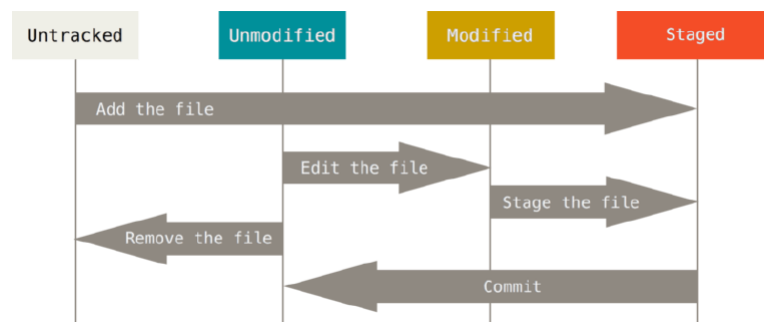 Untracked
Unmodified
Modified
Staged
Add the file
Edit the file
Stage the file
Remove the file
Commit